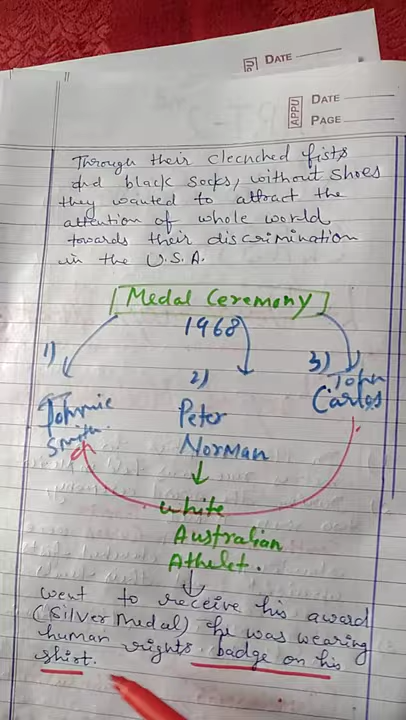 DATE
APPU
DATE
PAGE
Through their clecnched fists
and black socks, without shoes
they wanted to attract the
attention of whole world
towards their discrimination
in the U.S.A.
Medal Ceremony
1968
1)
2)
3)
Tommie
Smith
Peter
Norman
John
Carlos
white
Australian
Athelet.
went to receive his award
(Silver Medal) he was wearing
human rights badge on his
shirt.